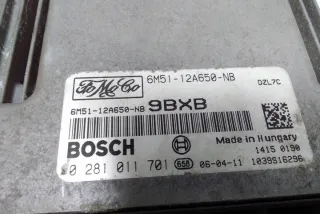 FoMoCo
6M51-12A650-NB
DZL7C
6M51-12A650-NB 9BXB
Made in Hungary
BOSCH
1415 0190
0 281 011 701 656 06-04-11 1039S16296